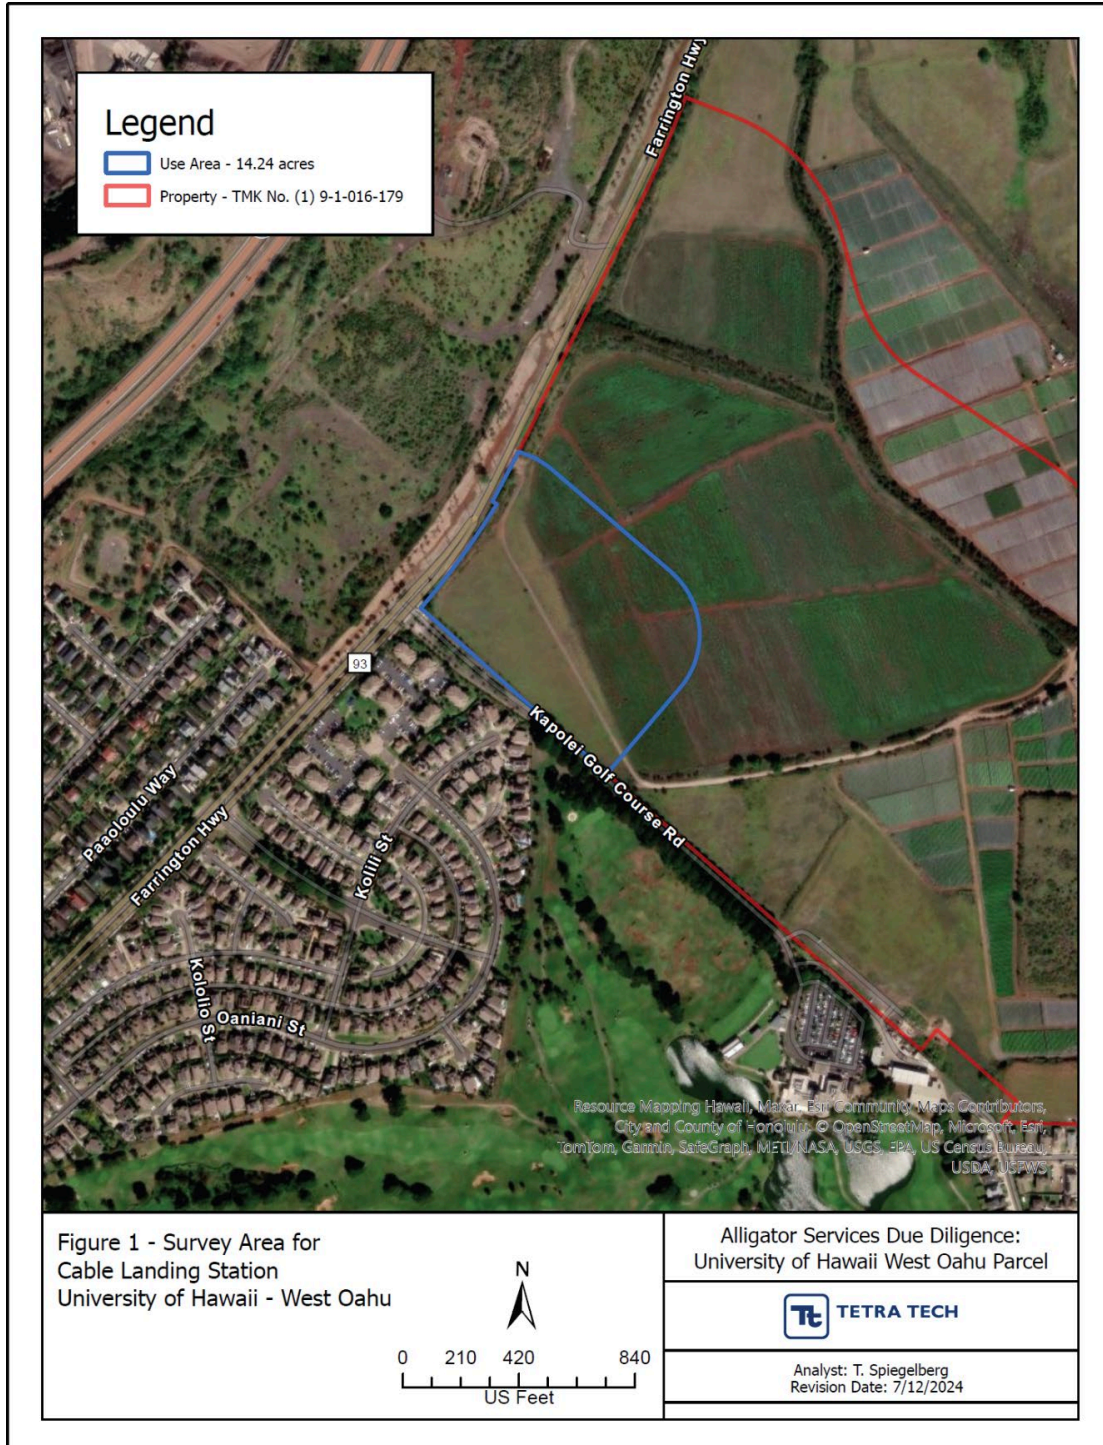 Legend
Use Area - 14.24 acres
Property - TMK No. (1) 9-1-016-179
Farrington Hwy
93
Kapolei Golf Course Rd
Paaoloulu Way
Farrington Hwy
Kolili St
Kololio St
Oaniani St
Resource Mapping Hawaii, Maxar, Esri Community Maps Contributors,
City and County of Honolulu, © OpenStreetMap, Microsoft, Esri,
TomTom, Garmin, SafeGraph, METI/NASA, USGS, EPA, US Census Bureau,
USDA, USFWS
Figure 1 - Survey Area for
Cable Landing Station
University of Hawaii - West Oahu
N
0 210 420 840
US Feet
Alligator Services Due Diligence:
University of Hawaii West Oahu Parcel
Tt TETRA TECH
Analyst: T. Spiegelberg
Revision Date: 7/12/2024